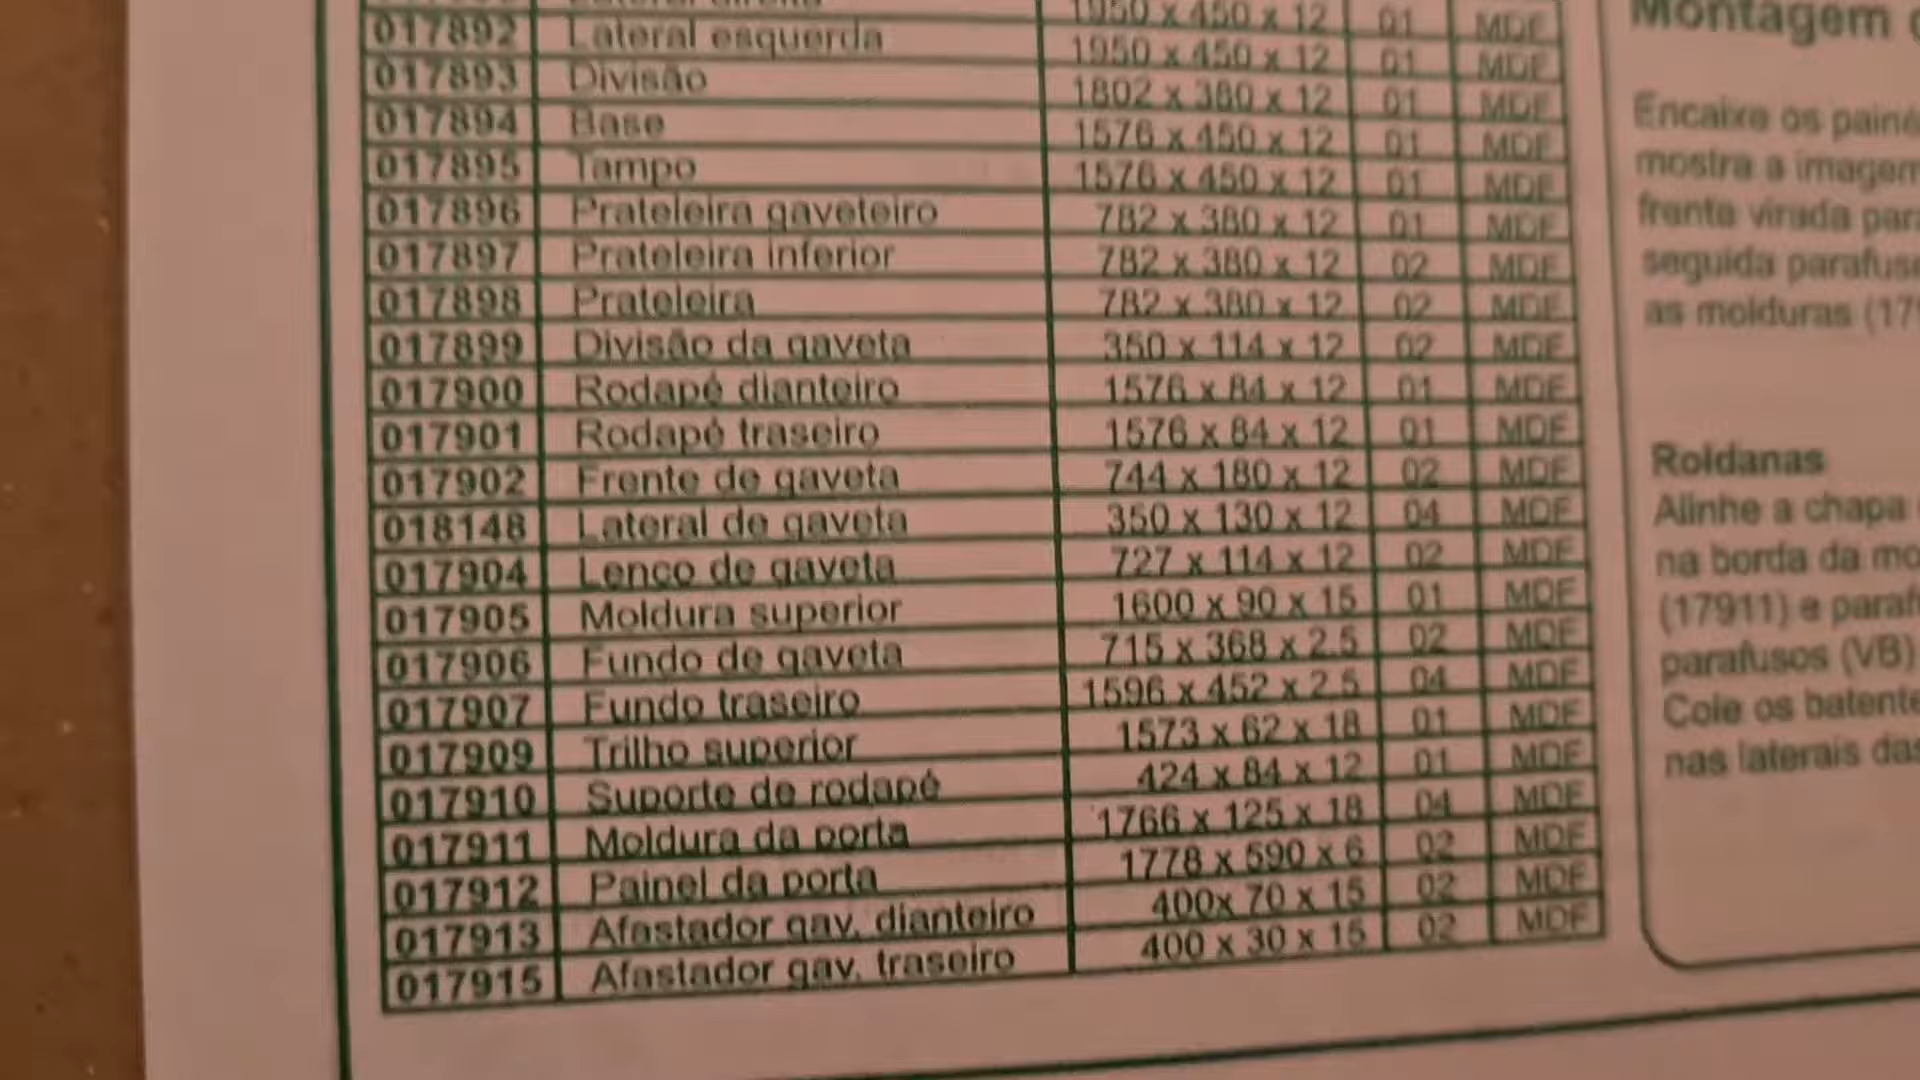 1950 x 450 x 12 01 MDF
017892 Lateral esquerda 1950 x 450 x 12 01 MDF
017893 Divisão 1802 x 380 x 12 01 MDF
017894 Base 1576 x 450 x 12 01 MDF
017895 Tampo 1576 x 450 x 12 01 MDF
017896 Prateleira gaveteiro 782 x 380 x 12 01 MDF
017897 Prateleira inferior 782 x 380 x 12 02 MDF
017898 Prateleira 782 x 380 x 12 02 MDF
017899 Divisão da gaveta 350 x 114 x 12 02 MDF
017900 Rodapé dianteiro 1576 x 84 x 12 01 MDF
017901 Rodapé traseiro 1576 x 84 x 12 01 MDF
017902 Frente de gaveta 744 x 180 x 12 02 MDF
018148 Lateral de gaveta 350 x 130 x 12 04 MDF
017904 Lenço de gaveta 727 x 114 x 12 02 MDF
017905 Moldura superior 1600 x 90 x 15 01 MDF
017906 Fundo de gaveta 715 x 368 x 2.5 02 MDF
017907 Fundo traseiro 1596 x 452 x 2.5 04 MDF
017909 Trilho superior 1573 x 62 x 18 01 MDF
017910 Suporte de rodapé 424 x 84 x 12 01 MDF
017911 Moldura da porta 1766 x 125 x 18 04 MDF
017912 Painel da porta 1778 x 590 x 6 02 MDF
017913 Afastador gav. dianteiro 400x 70 x 15 02 MDF
017915 Afastador gav. traseiro 400 x 30 x 15 02 MDF
Montagem
Encaixe os
mostra a imagem
frente virada
seguida
as molduras
Roldanas
Alinhe a chapa
na borda da
(17911) e
parafusos (VB)
Cole os
nas laterais